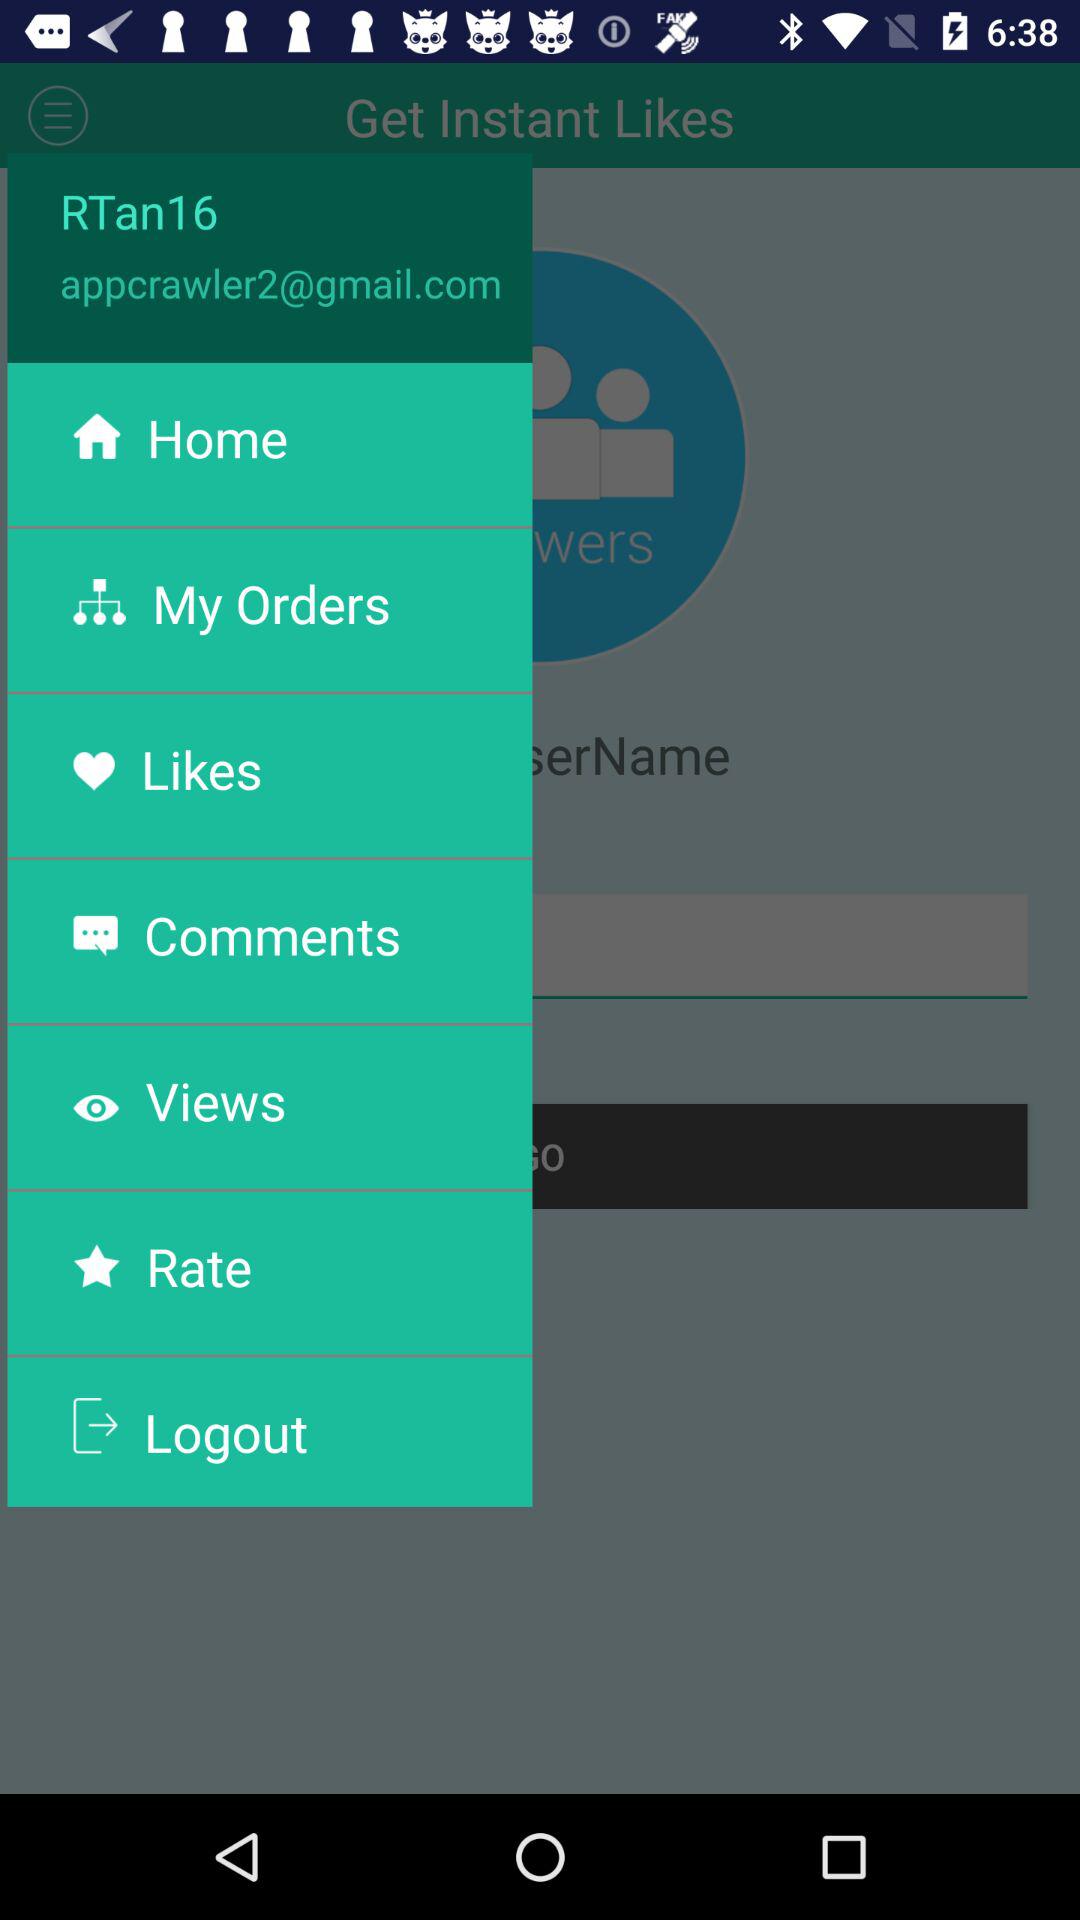 FAKE
6:38
Get Instant Likes
RTan16
appcrawler2@gmail.com
Home
wers
My Orders
Likes
serName
Comments
Views
GO
Rate
Logout